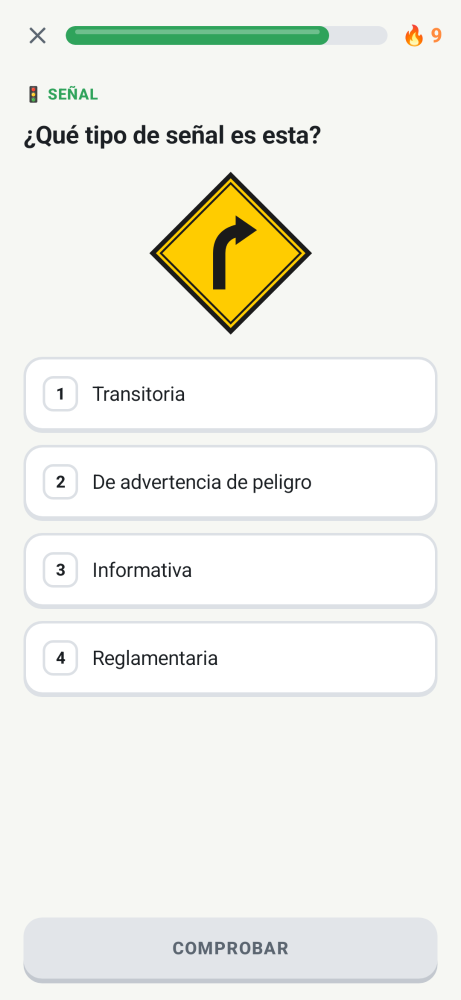 9
SEÑAL
¿Qué tipo de señal es esta?
1 Transitoria
2 De advertencia de peligro
3 Informativa
4 Reglamentaria
COMPROBAR